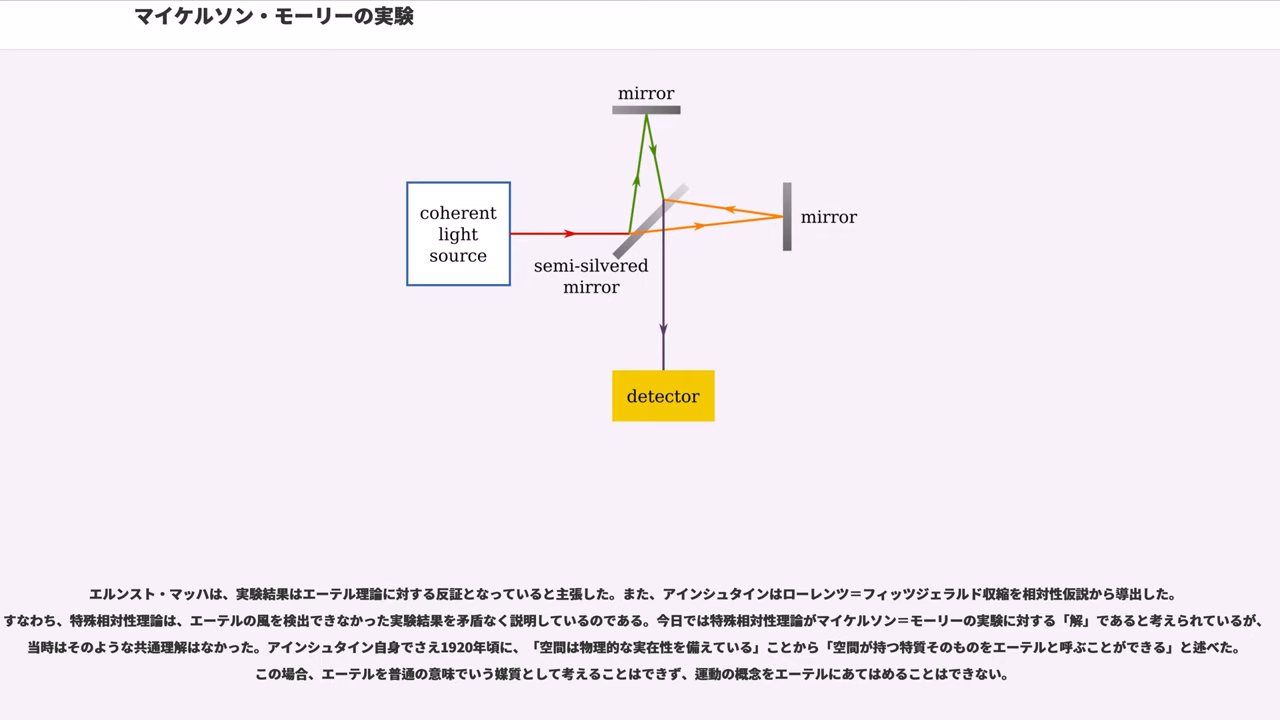 マイケルソン・モーリーの実験
mirror
coherent
light
source
mirror
semi-silvered
mirror
detector
エルンスト・マッハは、実験結果はエーテル理論に対する反証となっていると主張した。また、アインシュタインはローレンツ＝フィッツジェラルド収縮を相対性仮説から導出した。
すなわち、特殊相対性理論は、エーテルの風を検出できなかった実験結果を矛盾なく説明しているのである。今日では特殊相対性理論がマイケルソン＝モーリーの実験に対する「解」であると考えられているが、
当時はそのような共通理解はなかった。アインシュタイン自身でさえ1920年頃に、「空間は物理的な実在性を備えている」ことから「空間が持つ特質そのものをエーテルと呼ぶことができる」と述べた。
この場合、エーテルを普通の意味でいう媒質として考えることはできず、運動の概念をエーテルにあてはめることはできない。